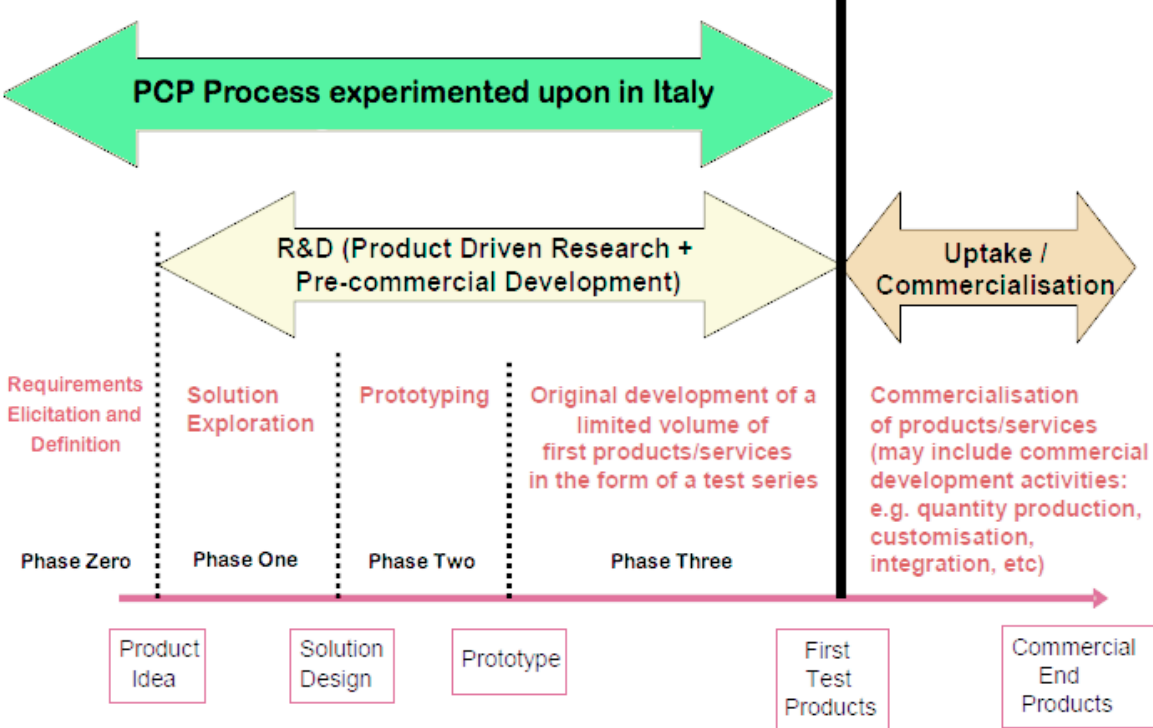 PCP Process experimented upon in Italy
R&D (Product Driven Research +
Pre-commercial Development)
Uptake /
Commercialisation
Requirements
Elicitation and
Definition
Solution
Exploration
Prototyping
Original development of a
limited volume of
first products/services
in the form of a test series
Commercialisation
of products/services
(may include commercial
development activities:
e.g. quantity production,
customisation,
integration, etc)
Phase Zero
Phase One
Phase Two
Phase Three
Product
Idea
Solution
Design
Prototype
First
Test
Products
Commercial
End
Products